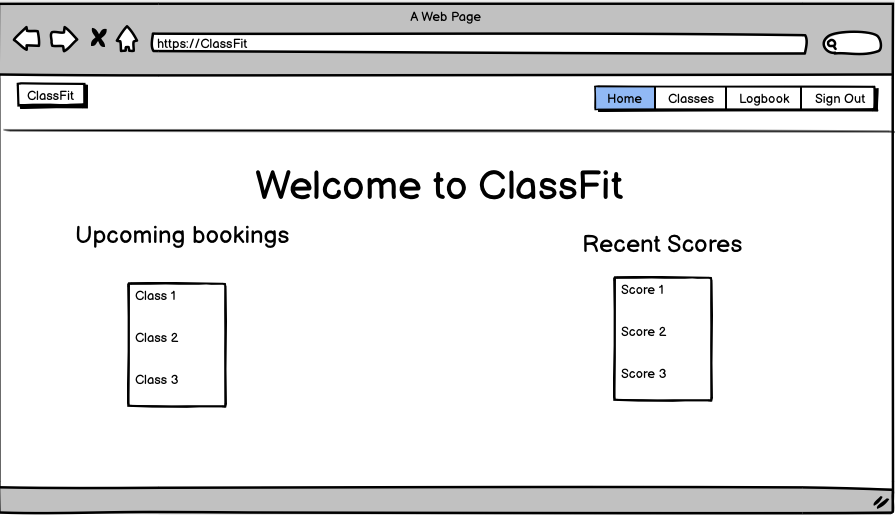 A Web Page
https://ClassFit
ClassFit
Home Classes Logbook Sign Out
Welcome to ClassFit
Upcoming bookings
Class 1
Class 2
Class 3
Recent Scores
Score 1
Score 2
Score 3